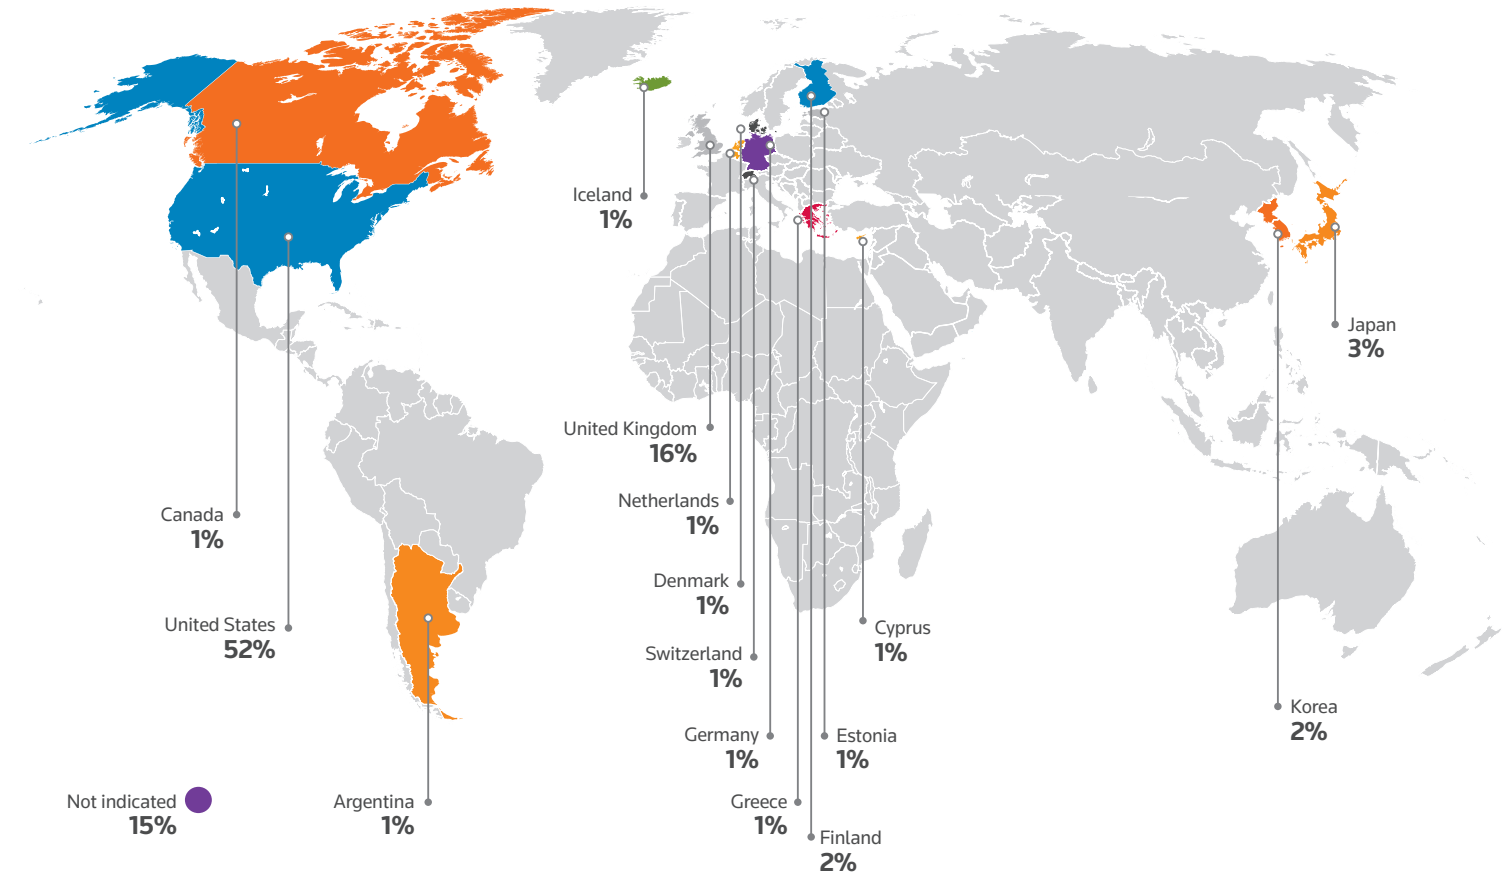 Iceland
1%
Japan
3%
United Kingdom
16%
Netherlands
1%
Canada
1%
Denmark
1%
United States
52%
Cyprus
1%
Switzerland
1%
Korea
2%
Germany
1%
Estonia
1%
Not indicated
15%
Argentina
1%
Greece
1%
Finland
2%